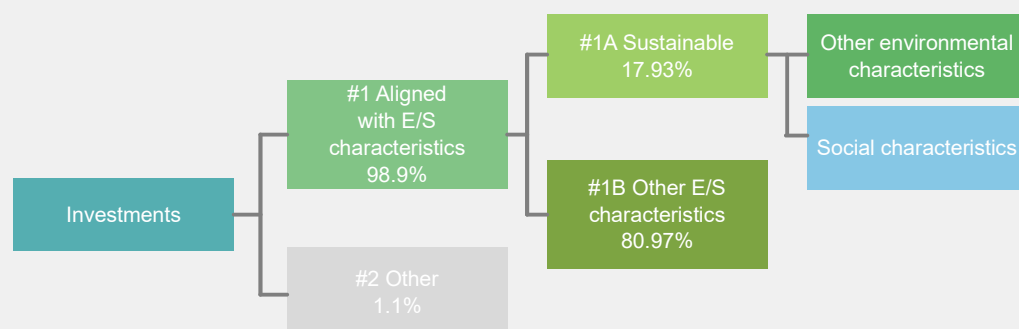 Investments
#1 Aligned
with E/S
characteristics
98.9%
#2 Other
1.1%
#1A Sustainable
17.93%
#1B Other E/S
characteristics
80.97%
Other environmental
characteristics
Social characteristics